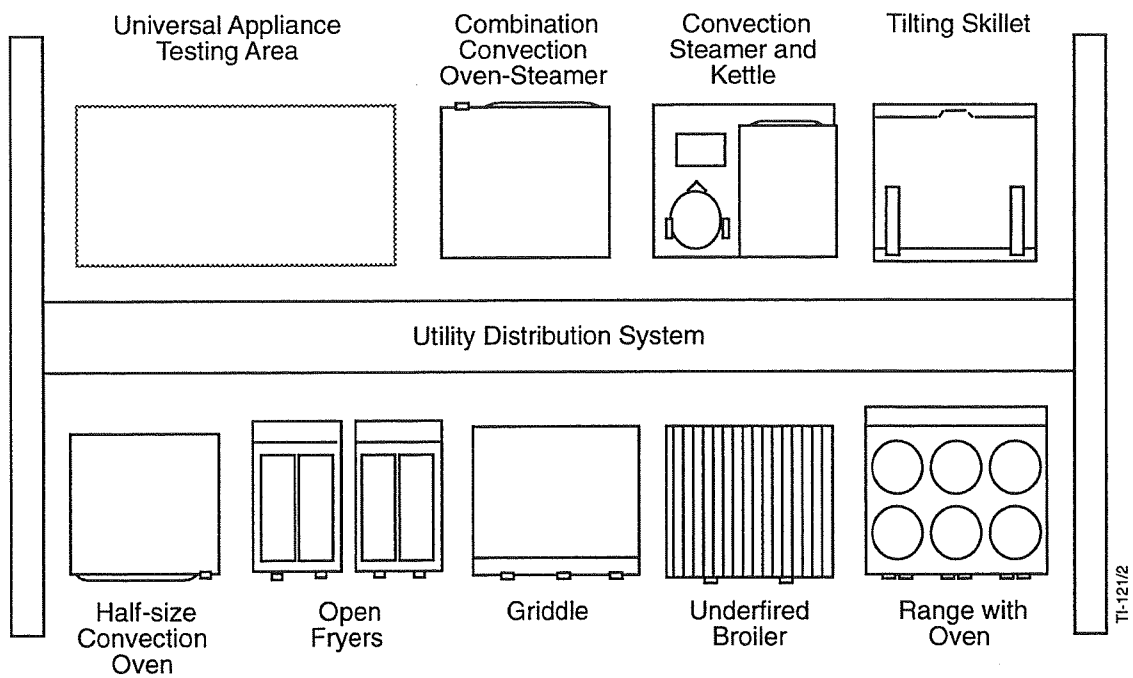 Universal Appliance
Testing Area
Combination
Convection
Oven-Steamer
Convection
Steamer and
Kettle
Tilting Skillet
Utility Distribution System
Half-size
Convection
Oven
Open
Fryers
Griddle
Underfired
Broiler
Range with
Oven
TI-121/2